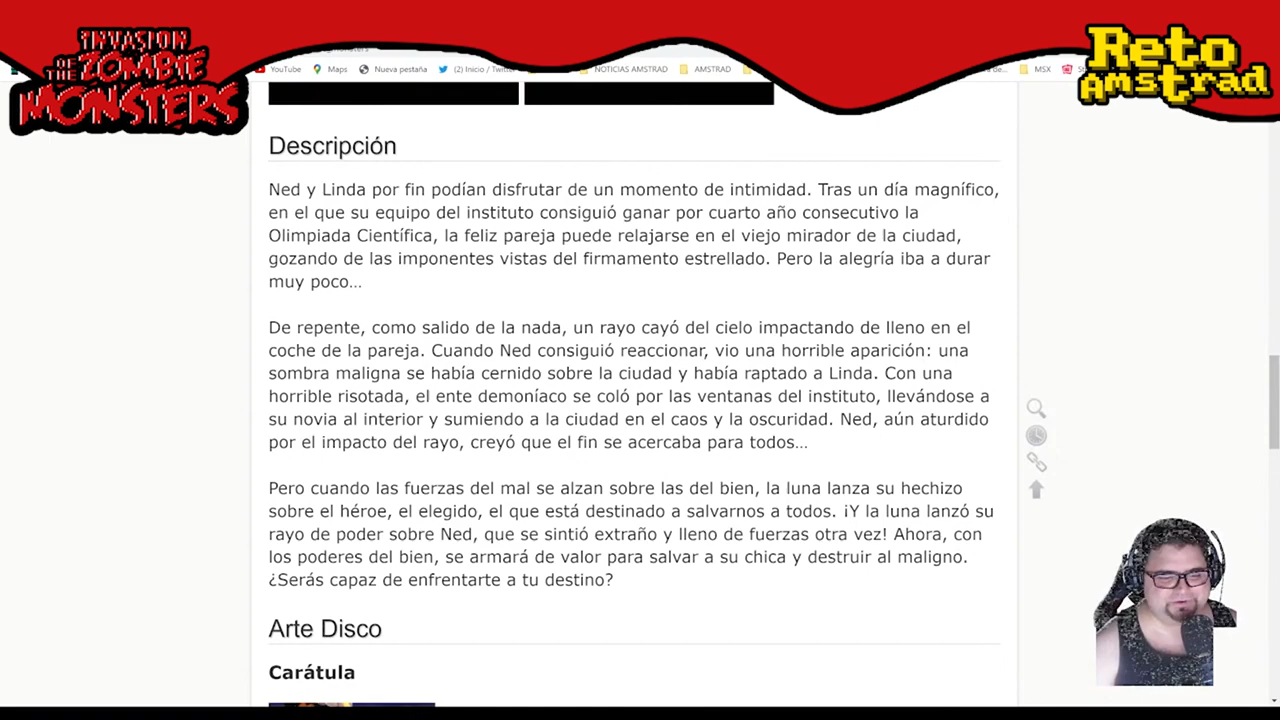 INVASION
OF THE ZOMBIE
MONSTERS
Reto
Amstrad
YouTube
Maps
Nueva pestaña
(2) Inicio / Twitter
NOTICIAS AMSTRAD
AMSTRAD
MSX
Descripción
Ned y Linda por fin podían disfrutar de un momento de intimidad. Tras un día magnífico,
en el que su equipo del instituto consiguió ganar por cuarto año consecutivo la
Olimpiada Científica, la feliz pareja puede relajarse en el viejo mirador de la ciudad,
gozando de las imponentes vistas del firmamento estrellado. Pero la alegría iba a durar
muy poco…
De repente, como salido de la nada, un rayo cayó del cielo impactando de lleno en el
coche de la pareja. Cuando Ned consiguió reaccionar, vio una horrible aparición: una
sombra maligna se había cernido sobre la ciudad y había raptado a Linda. Con una
horrible risotada, el ente demoníaco se coló por las ventanas del instituto, llevándose a
su novia al interior y sumiendo a la ciudad en el caos y la oscuridad. Ned, aún aturdido
por el impacto del rayo, creyó que el fin se acercaba para todos…
Pero cuando las fuerzas del mal se alzan sobre las del bien, la luna lanza su hechizo
sobre el héroe, el elegido, el que está destinado a salvarnos a todos. ¡Y la luna lanzó su
rayo de poder sobre Ned, que se sintió extraño y lleno de fuerzas otra vez! Ahora, con
los poderes del bien, se armará de valor para salvar a su chica y destruir al maligno.
¿Serás capaz de enfrentarte a tu destino?
Arte Disco
Carátula